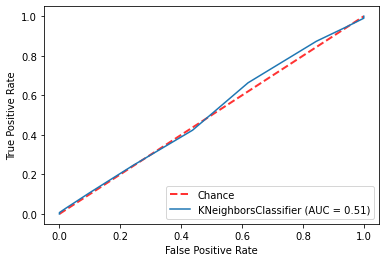 1.0
0.8
0.6
0.4
0.2
0.0
True Positive Rate
Chance
KNeighborsClassifier (AUC = 0.51)
0.0 0.2 0.4 0.6 0.8 1.0
False Positive Rate